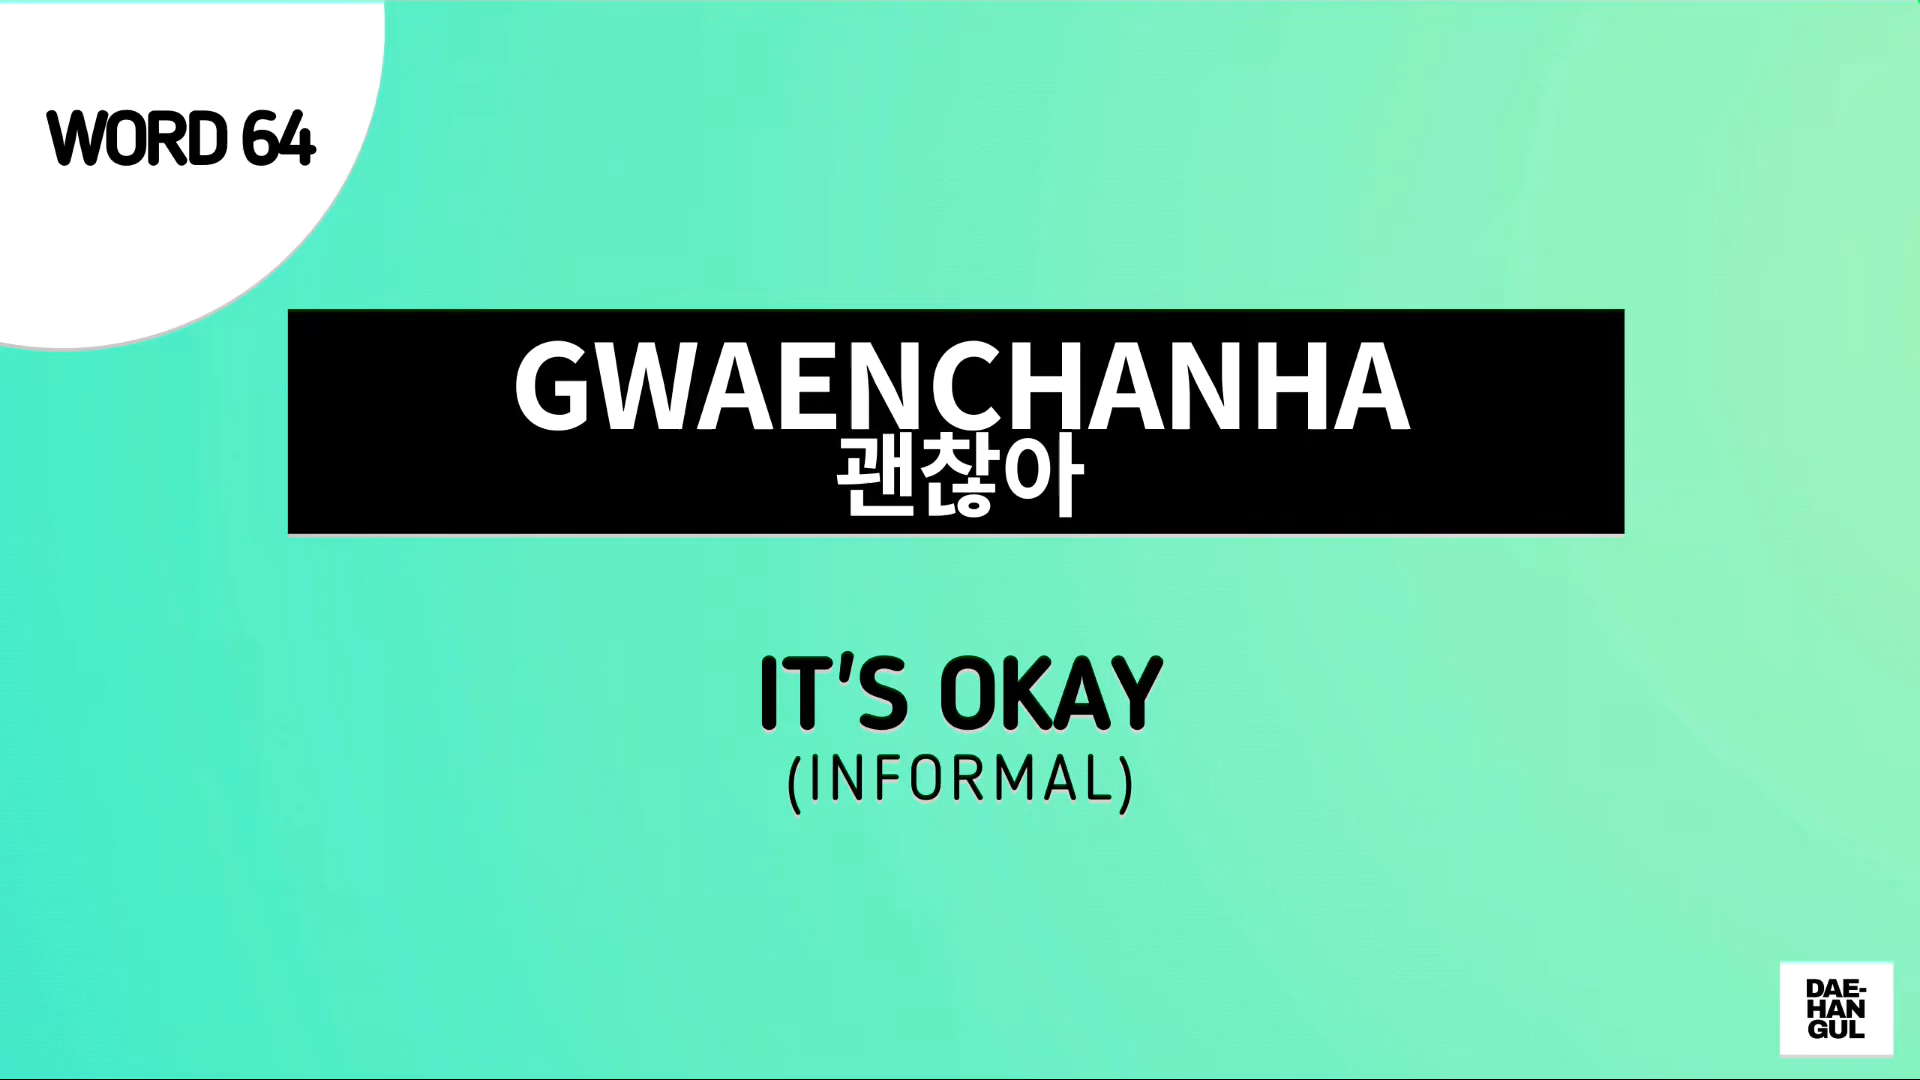 WORD 64
GWAENCHANHA
괜찮아
IT'S OKAY
(INFORMAL)
DAE-
HAN
GUL